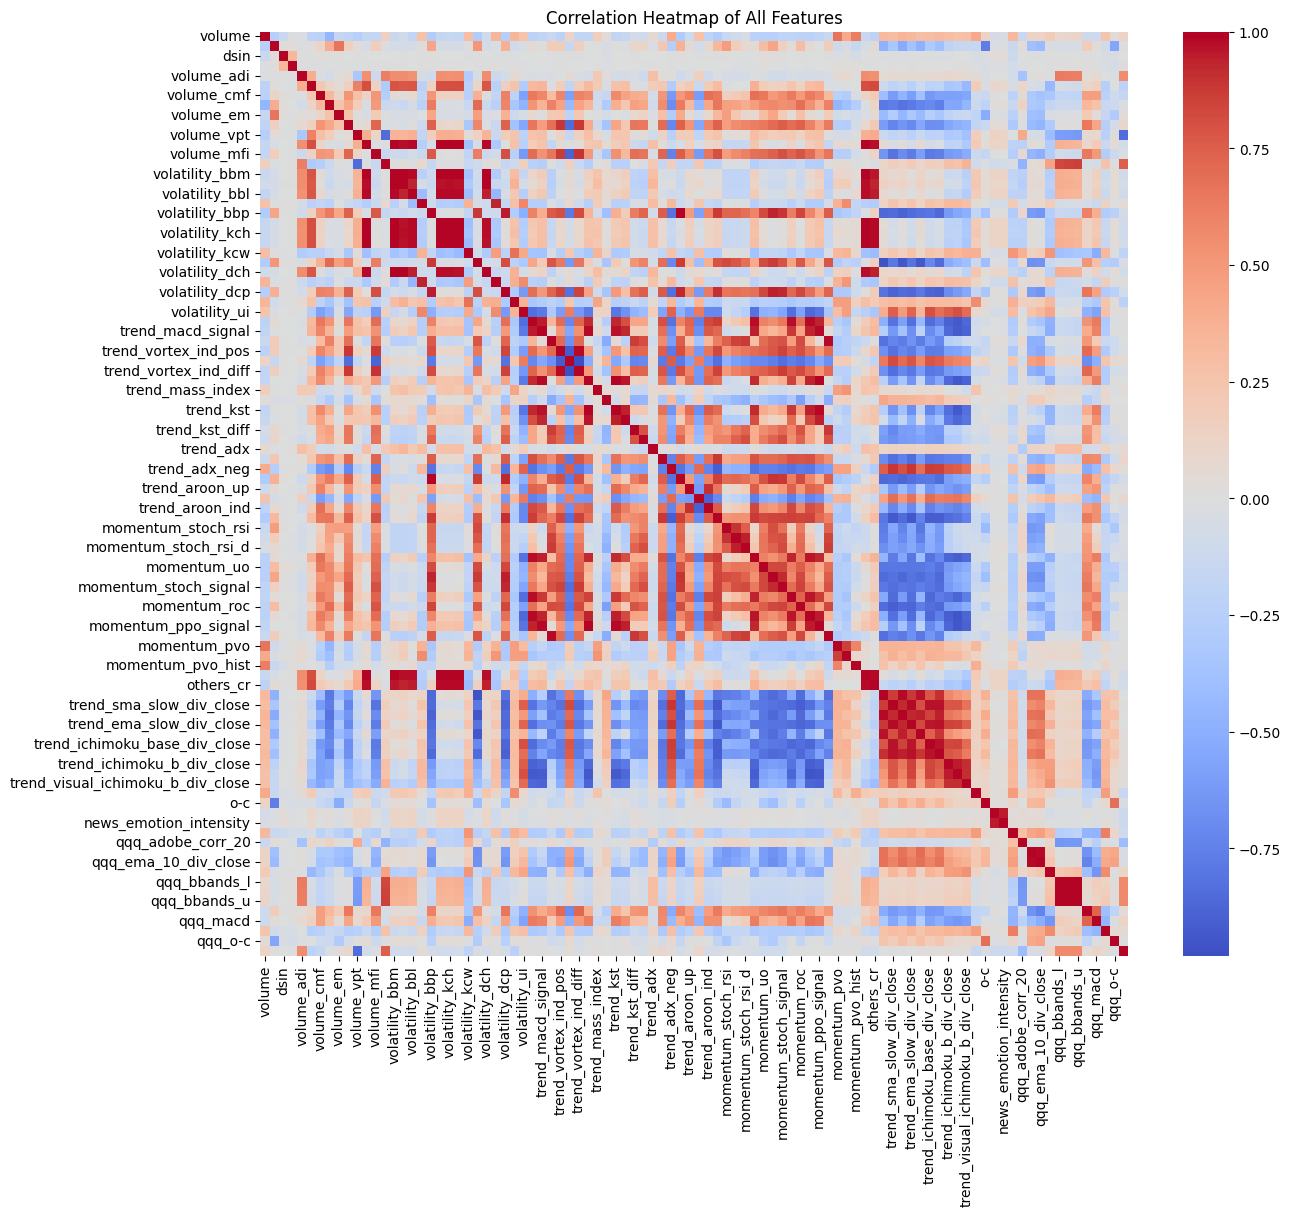 Correlation Heatmap of All Features
volume
dsin
volume_adi
volume_cmf
volume_em
volume_vpt
volume_mfi
volatility_bbm
volatility_bbl
volatility_bbp
volatility_kch
volatility_kcw
volatility_dch
volatility_dcp
volatility_ui
trend_macd_signal
trend_vortex_ind_pos
trend_vortex_ind_diff
trend_mass_index
trend_kst
trend_kst_diff
trend_adx
trend_adx_neg
trend_aroon_up
trend_aroon_ind
momentum_stoch_rsi
momentum_stoch_rsi_d
momentum_uo
momentum_stoch_signal
momentum_roc
momentum_ppo_signal
momentum_pvo
momentum_pvo_hist
others_cr
trend_sma_slow_div_close
trend_ema_slow_div_close
trend_ichimoku_base_div_close
trend_ichimoku_b_div_close
trend_visual_ichimoku_b_div_close
o-c
news_emotion_intensity
qqq_adobe_corr_20
qqq_ema_10_div_close
qqq_bbands_l
qqq_bbands_u
qqq_macd
qqq_o-c
volume
dsin
volume_adi
volume_cmf
volume_em
volume_vpt
volume_mfi
volatility_bbm
volatility_bbl
volatility_bbp
volatility_kch
volatility_kcw
volatility_dch
volatility_dcp
volatility_ui
trend_macd_signal
trend_vortex_ind_pos
trend_vortex_ind_diff
trend_mass_index
trend_kst
trend_kst_diff
trend_adx
trend_adx_neg
trend_aroon_up
trend_aroon_ind
momentum_stoch_rsi
momentum_stoch_rsi_d
momentum_uo
momentum_stoch_signal
momentum_roc
momentum_ppo_signal
momentum_pvo
momentum_pvo_hist
others_cr
trend_sma_slow_div_close
trend_ema_slow_div_close
trend_ichimoku_base_div_close
trend_ichimoku_b_div_close
trend_visual_ichimoku_b_div_close
o-c
news_emotion_intensity
qqq_adobe_corr_20
qqq_ema_10_div_close
qqq_bbands_l
qqq_bbands_u
qqq_macd
qqq_o-c
1.00
0.75
0.50
0.25
0.00
−0.25
−0.50
−0.75